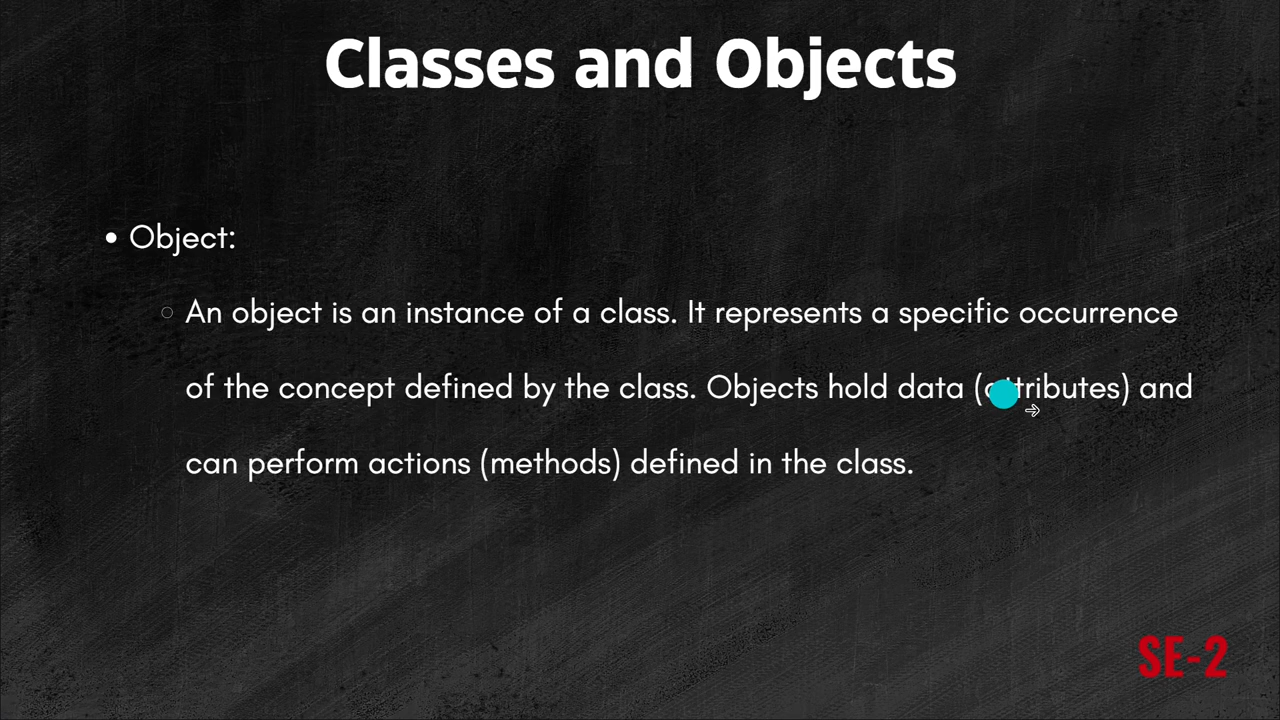 Classes and Objects
• Object:
○ An object is an instance of a class. It represents a specific occurrence
of the concept defined by the class. Objects hold data (attributes) and
can perform actions (methods) defined in the class.
SE-2